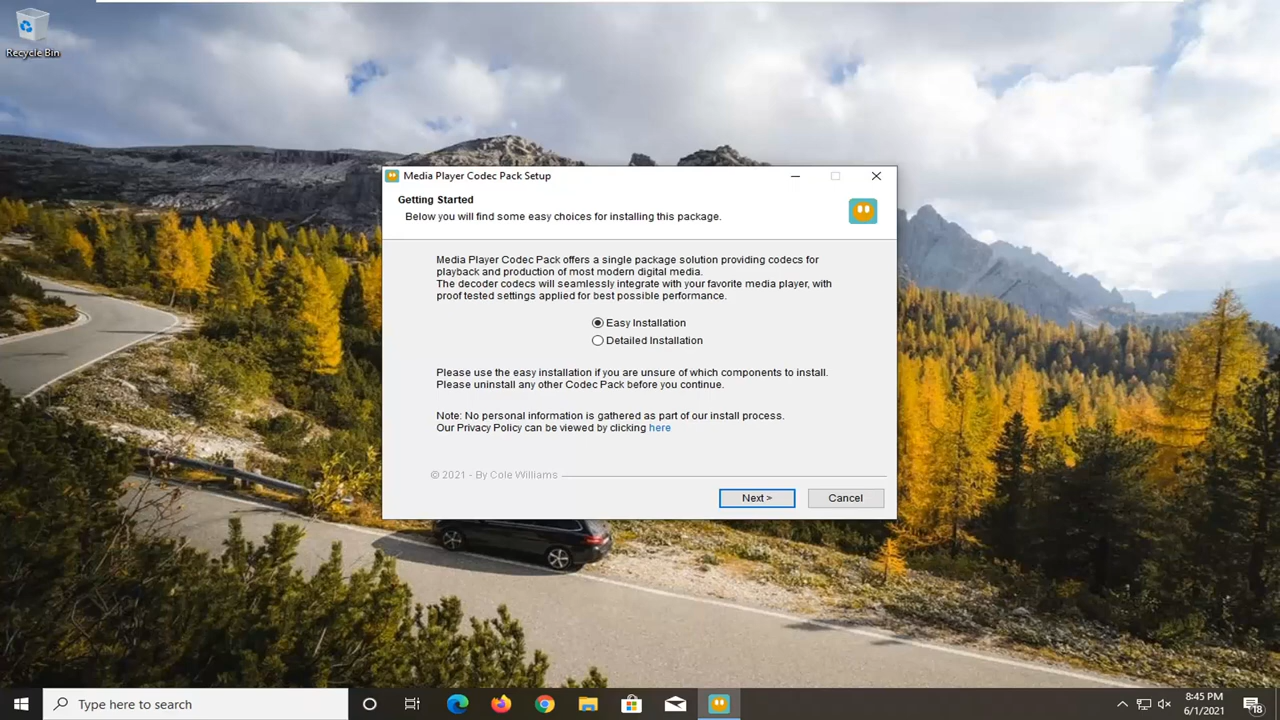 Recycle Bin
Media Player Codec Pack Setup
Getting Started
Below you will find some easy choices for installing this package.
Media Player Codec Pack offers a single package solution providing codecs for
playback and production of most modern digital media.
The decoder codecs will seamlessly integrate with your favorite media player, with
proof tested settings applied for best possible performance.
Easy Installation
Detailed Installation
Please use the easy installation if you are unsure of which components to install.
Please uninstall any other Codec Pack before you continue.
Note: No personal information is gathered as part of our install process.
Our Privacy Policy can be viewed by clicking here
© 2021 - By Cole Williams
Next >
Cancel
Type here to search
8:45 PM
6/1/2021
18